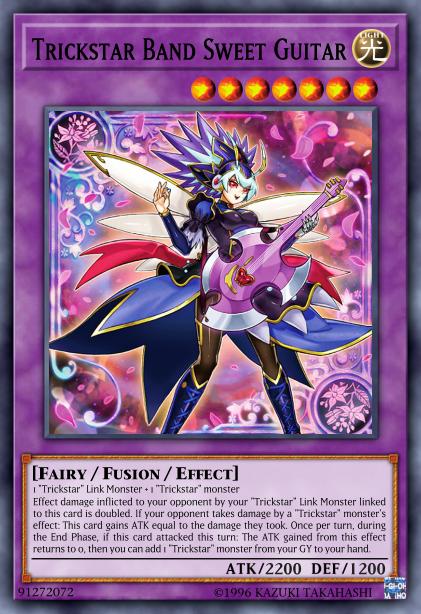 TRICKSTAR BAND SWEET GUITAR
LIGHT
光
[FAIRY / FUSION / EFFECT]
1 "Trickstar" Link Monster + 1 "Trickstar" monster
Effect damage inflicted to your opponent by your "Trickstar" Link Monster linked
to this card is doubled. If your opponent takes damage by a "Trickstar" monster's
effect: This card gains ATK equal to the damage they took. Once per turn, during
the End Phase, if this card attacked this turn: The ATK gained from this effect
returns to 0, then you can add 1 "Trickstar" monster from your GY to your hand.
ATK/2200 DEF/1200
91272072
©1996 KAZUKI TAKAHASHI